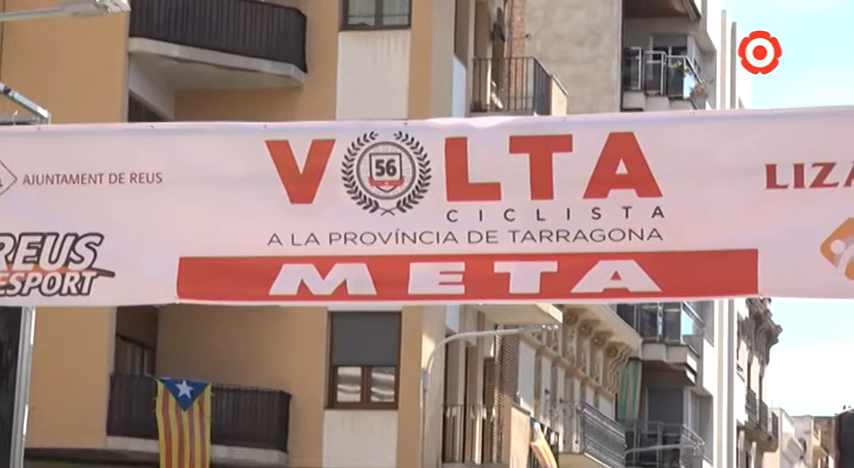 AJUNTAMENT DE REUS
REUS
ESPORT
VOLTA
56
CICLISTA
A LA PROVÍNCIA DE TARRAGONA
META